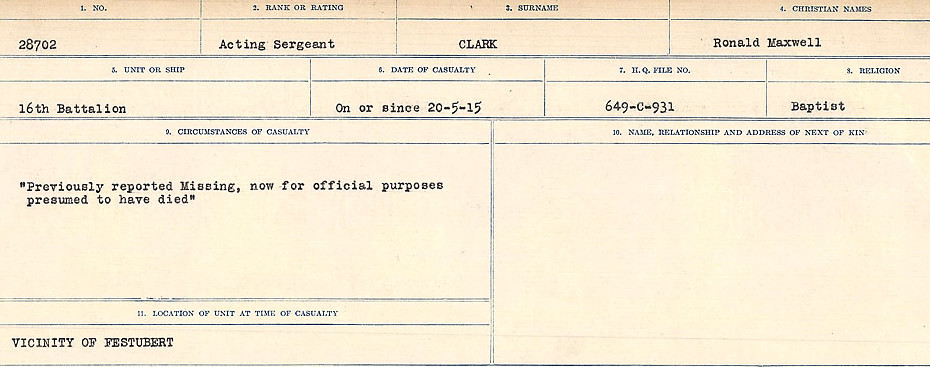 1. NO.
2. RANK OR RATING
3. SURNAME
4. CHRISTIAN NAMES
28702
Acting Sergeant
CLARK
Ronald Maxwell
5. UNIT OR SHIP
6. DATE OF CASUALTY
7. H.Q. FILE NO.
8. RELIGION
16th Battalion
On or since 20-5-15
649-C-931
Baptist
9. CIRCUMSTANCES OF CASUALTY
10. NAME, RELATIONSHIP AND ADDRESS OF NEXT OF KIN
"Previously reported Missing, now for official purposes
presumed to have died"
11. LOCATION OF UNIT AT TIME OF CASUALTY
VICINITY OF FESTUBERT